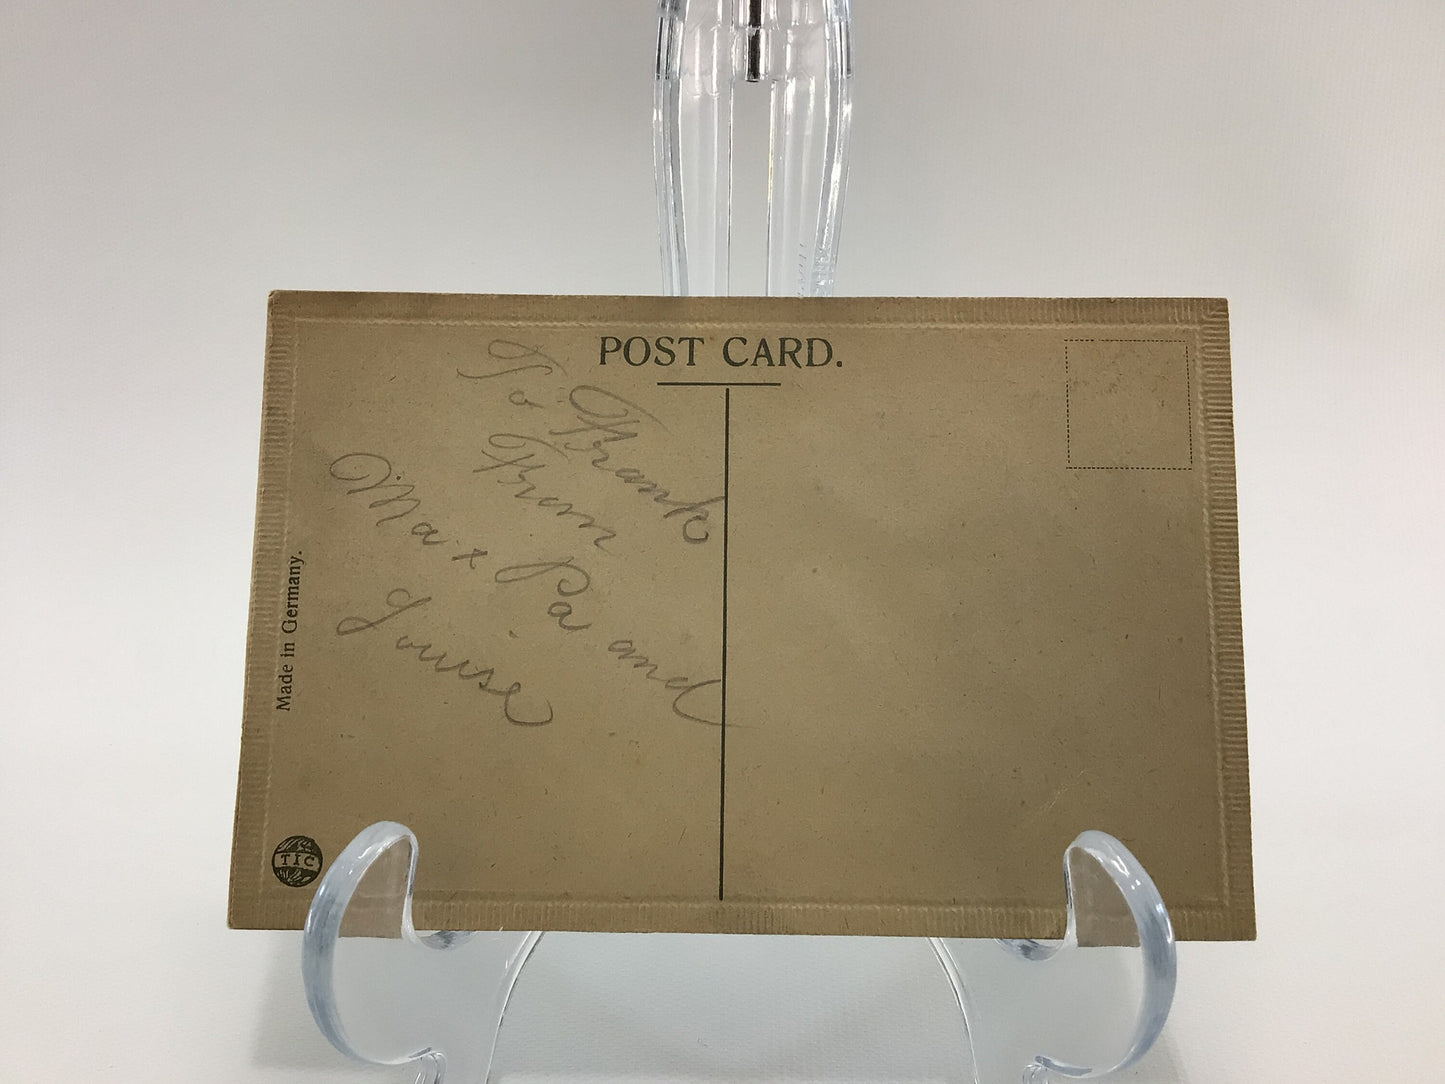 POST CARD.
To Frank
From
Ma x Pa and
Louise
Made in Germany.
TIC